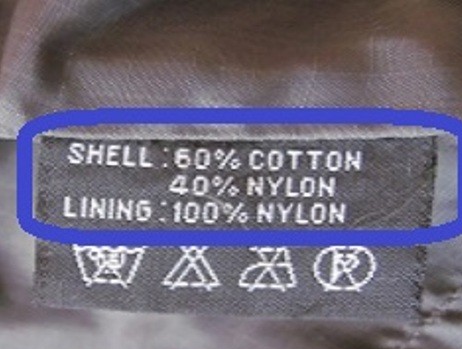 SHELL : 60% COTTON
40% NYLON
LINING : 100% NYLON